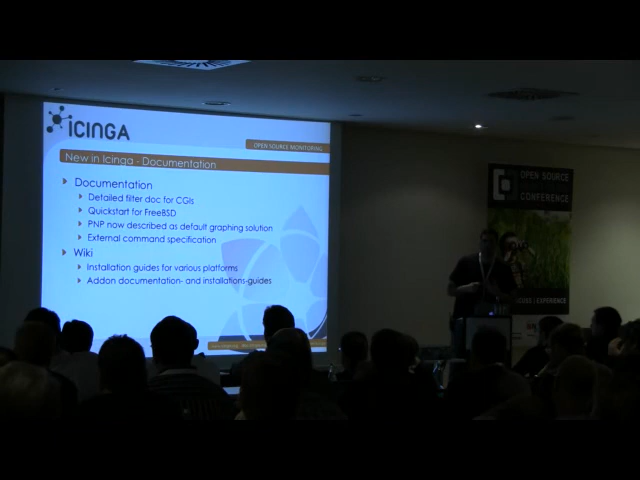 ICINGA
OPEN SOURCE MONITORING
New in Icinga - Documentation
Documentation
Detailed filter doc for CGIs
Quickstart for FreeBSD
PNP now described as default graphing solution
External command specification
Wiki
Installation guides for various platforms
Addon documentation- and installations-guides
OPEN SOURCE
CONFERENCE